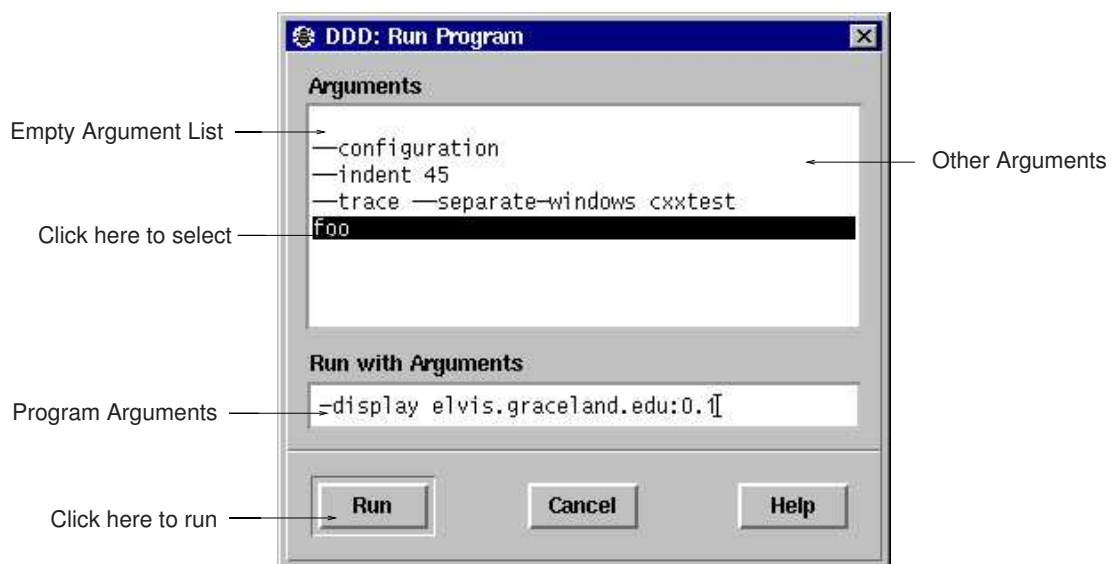 DDD: Run Program
Arguments
Empty Argument List
--configuration
Other Arguments
--indent 45
--trace --separate-windows cxxtest
Click here to select
foo
Run with Arguments
Program Arguments
-display elvis.graceland.edu:0.1
Click here to run
Run
Cancel
Help